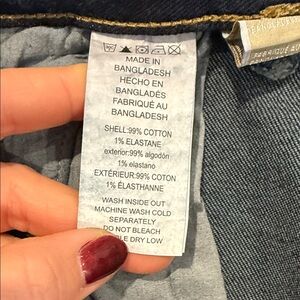 MADE IN
BANGLADESH
HECHO EN
BANGLADÉS
FABRIQUÉ AU
BANGLADESH
SHELL:99% COTTON
1% ELASTANE
exterior:99% algodón
1% elastano
EXTÉRIEUR:99% COTON
1% ÉLASTHANNE
WASH INSIDE OUT
MACHINE WASH COLD
SEPARATELY
DO NOT BLEACH
DRY LOW